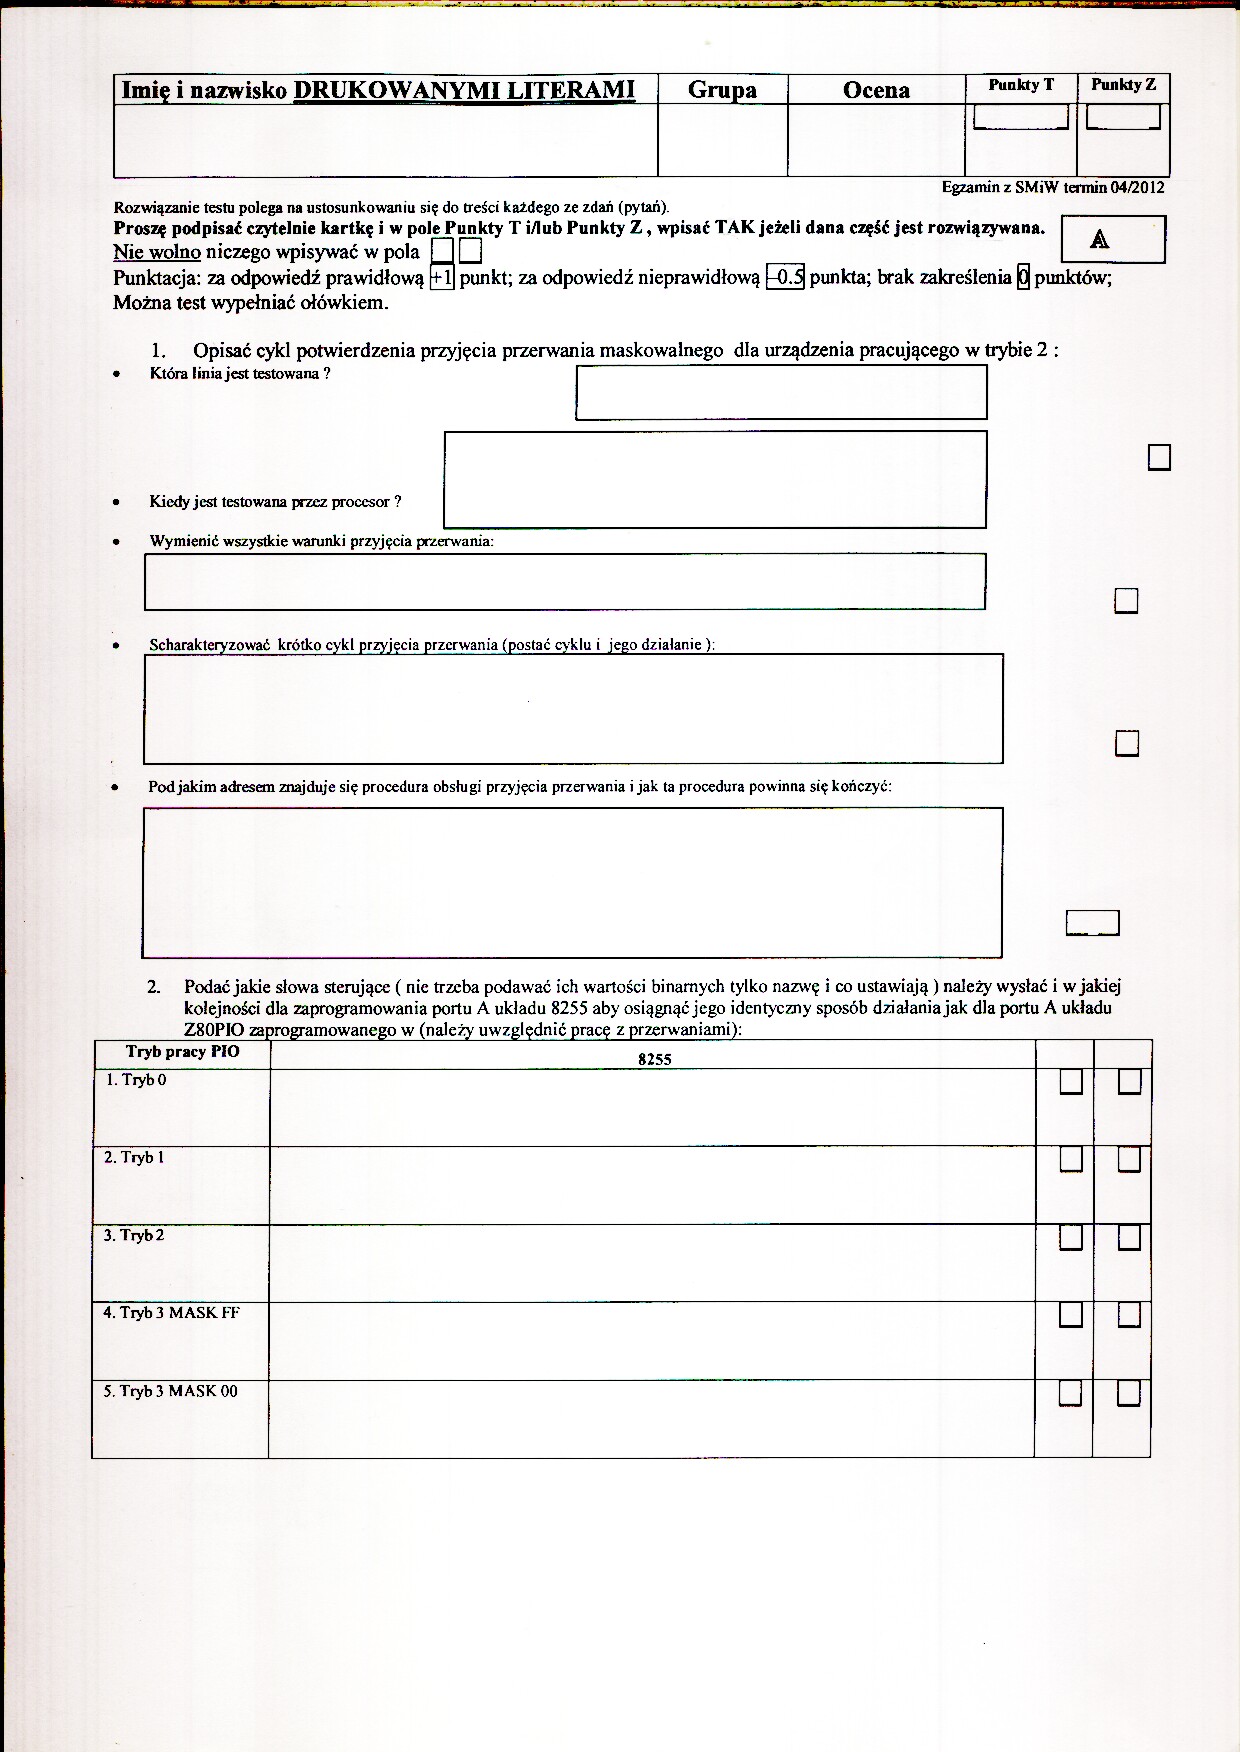 Imię i nazwisko DRUKOWANYMI LITERAMI Grupa Ocena Punkty T Punkty Z
Egzamin z SMiW termin 04/2012
Rozwiązanie testu polega na ustosunkowaniu się do treści każdego ze zdań (pytań).
Proszę podpisać czytelnie kartkę i w pole Punkty T i/lub Punkty Z , wpisać TAK jeżeli dana część jest rozwiązywana.
A
Nie wolno niczego wpisywać w pola
Punktacja: za odpowiedź prawidłową +1 punkt; za odpowiedź nieprawidłową -0.5 punkta; brak zakreślenia 0 punktów;
Można test wypełniać ołówkiem.
1. Opisać cykl potwierdzenia przyjęcia przerwania maskowalnego dla urządzenia pracującego w trybie 2 :
• Która linia jest testowana ?
• Kiedy jest testowana przez procesor ?
• Wymienić wszystkie warunki przyjęcia przerwania:
• Scharakteryzować krótko cykl przyjęcia przerwania (postać cyklu i jego działanie ):
• Pod jakim adresem znajduje się procedura obsługi przyjęcia przerwania i jak ta procedura powinna się kończyć:
2. Podać jakie słowa sterujące ( nie trzeba podawać ich wartości binarnych tylko nazwę i co ustawiają ) należy wysłać i w jakiej
kolejności dla zaprogramowania portu A układu 8255 aby osiągnąć jego identyczny sposób działania jak dla portu A układu
Z80PIO zaprogramowanego w (należy uwzględnić pracę z przerwaniami):
Tryb pracy PIO 8255
1. Tryb 0
2. Tryb 1
3. Tryb 2
4. Tryb 3 MASK FF
5. Tryb 3 MASK 00